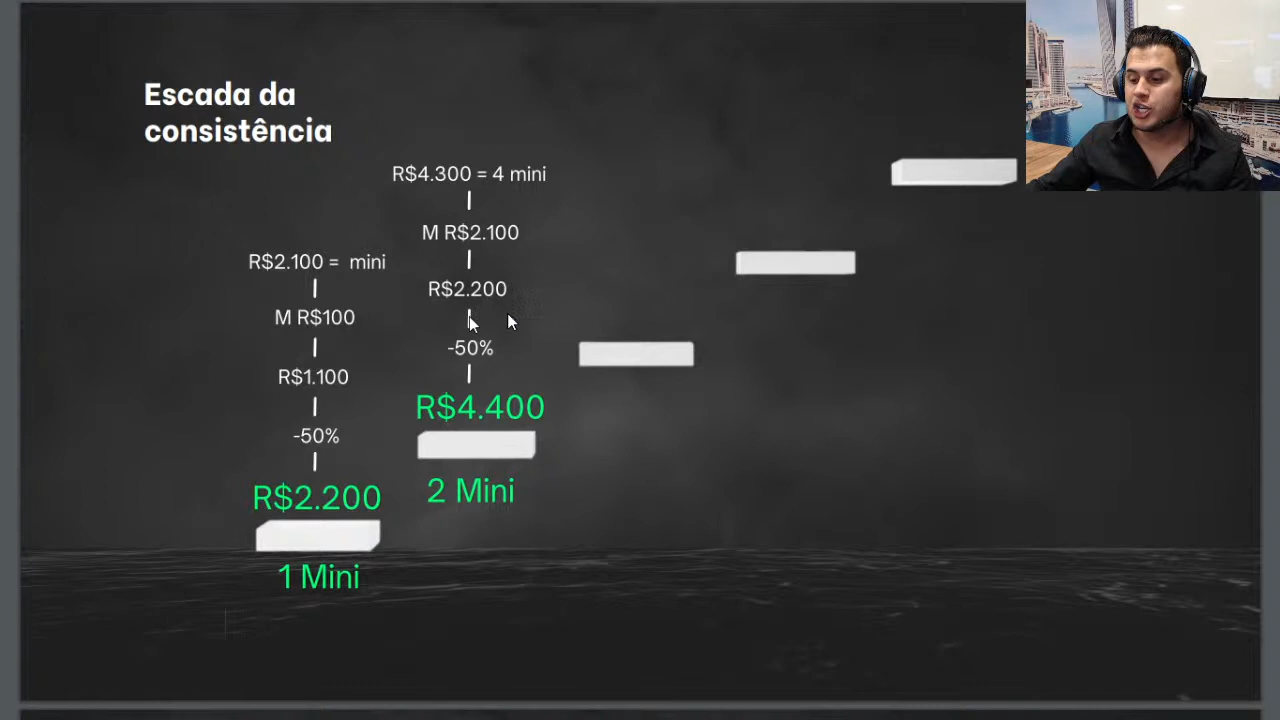 Escada da
consistência
R$4.300 = 4 mini
M R$2.100
R$2.200
-50%
R$4.400
2 Mini
R$2.100 =  mini
M R$100
R$1.100
-50%
R$2.200
1 Mini